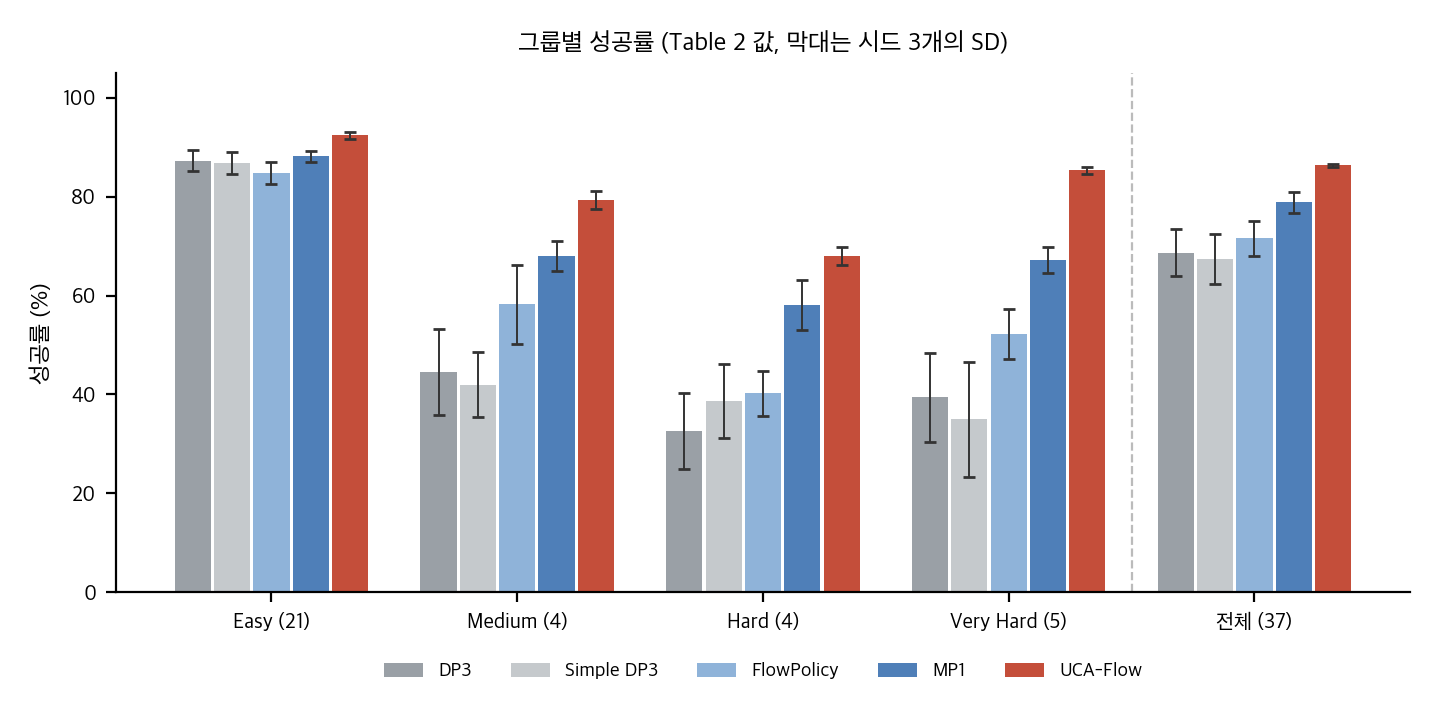 그룹별 성공률 (Table 2 값, 막대는 시드 3개의 SD)
성공률 (%)
100
80
60
40
20
0
Easy (21)
Medium (4)
Hard (4)
Very Hard (5)
전체 (37)
DP3
Simple DP3
FlowPolicy
MP1
UCA-Flow